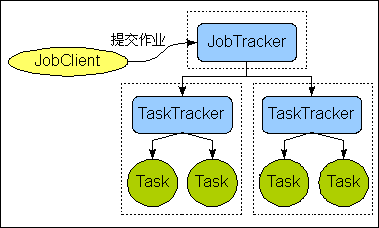 提交作业
JobTracker
JobClient
TaskTracker
TaskTracker
Task
Task
Task
Task